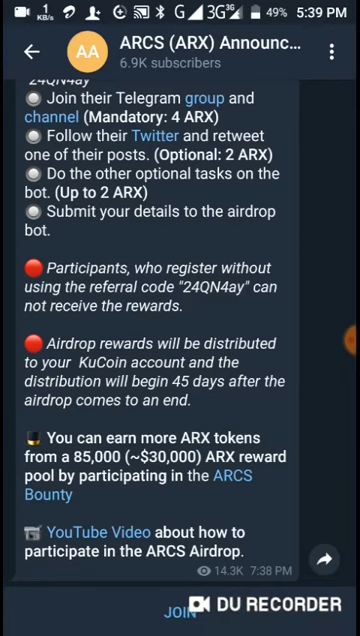 1 KB/s G 3G 3G 49% 5:39 PM
AA
ARCS (ARX) Announc...
6.9K subscribers
"24QN4ay"
Join their Telegram group and
channel (Mandatory: 4 ARX)
Follow their Twitter and retweet
one of their posts. (Optional: 2 ARX)
Do the other optional tasks on the
bot. (Up to 2 ARX)
Submit your details to the airdrop
bot.
Participants, who register without
using the referral code "24QN4ay" can
not receive the rewards.
Airdrop rewards will be distributed
to your KuCoin account and the
distribution will begin 45 days after the
airdrop comes to an end.
You can earn more ARX tokens
from a 85,000 (~$30,000) ARX reward
pool by participating in the ARCS
Bounty
YouTube Video about how to
participate in the ARCS Airdrop.
14.3K 7:38 PM
JOIN
DU RECORDER